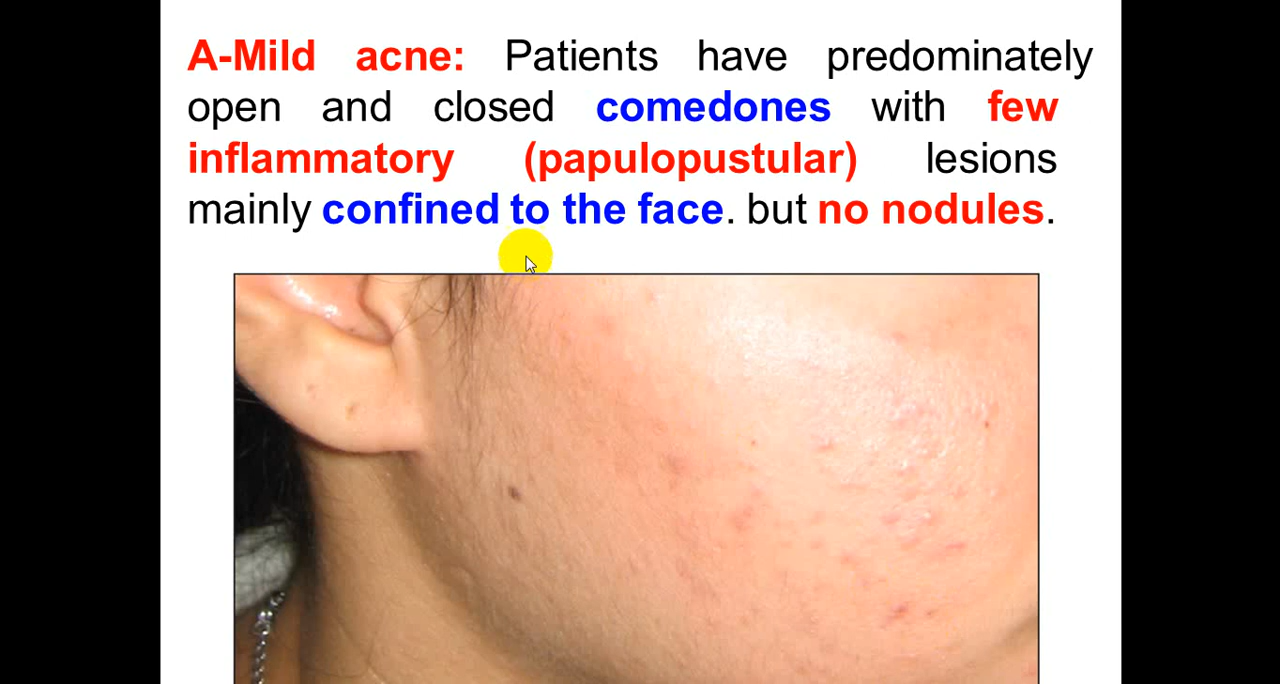 A-Mild acne: Patients have predominately
open and closed comedones with few
inflammatory (papulopustular) lesions
mainly confined to the face. but no nodules.